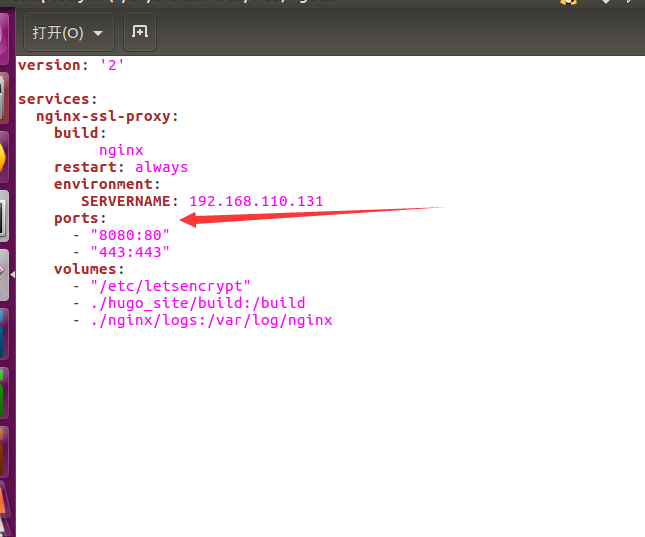 打开(O)
version: '2'
services:
nginx-ssl-proxy:
build:
nginx
restart: always
environment:
SERVERNAME: 192.168.110.131
ports:
- "8080:80"
- "443:443"
volumes:
- "/etc/letsencrypt"
- ./hugo_site/build:/build
- ./nginx/logs:/var/log/nginx